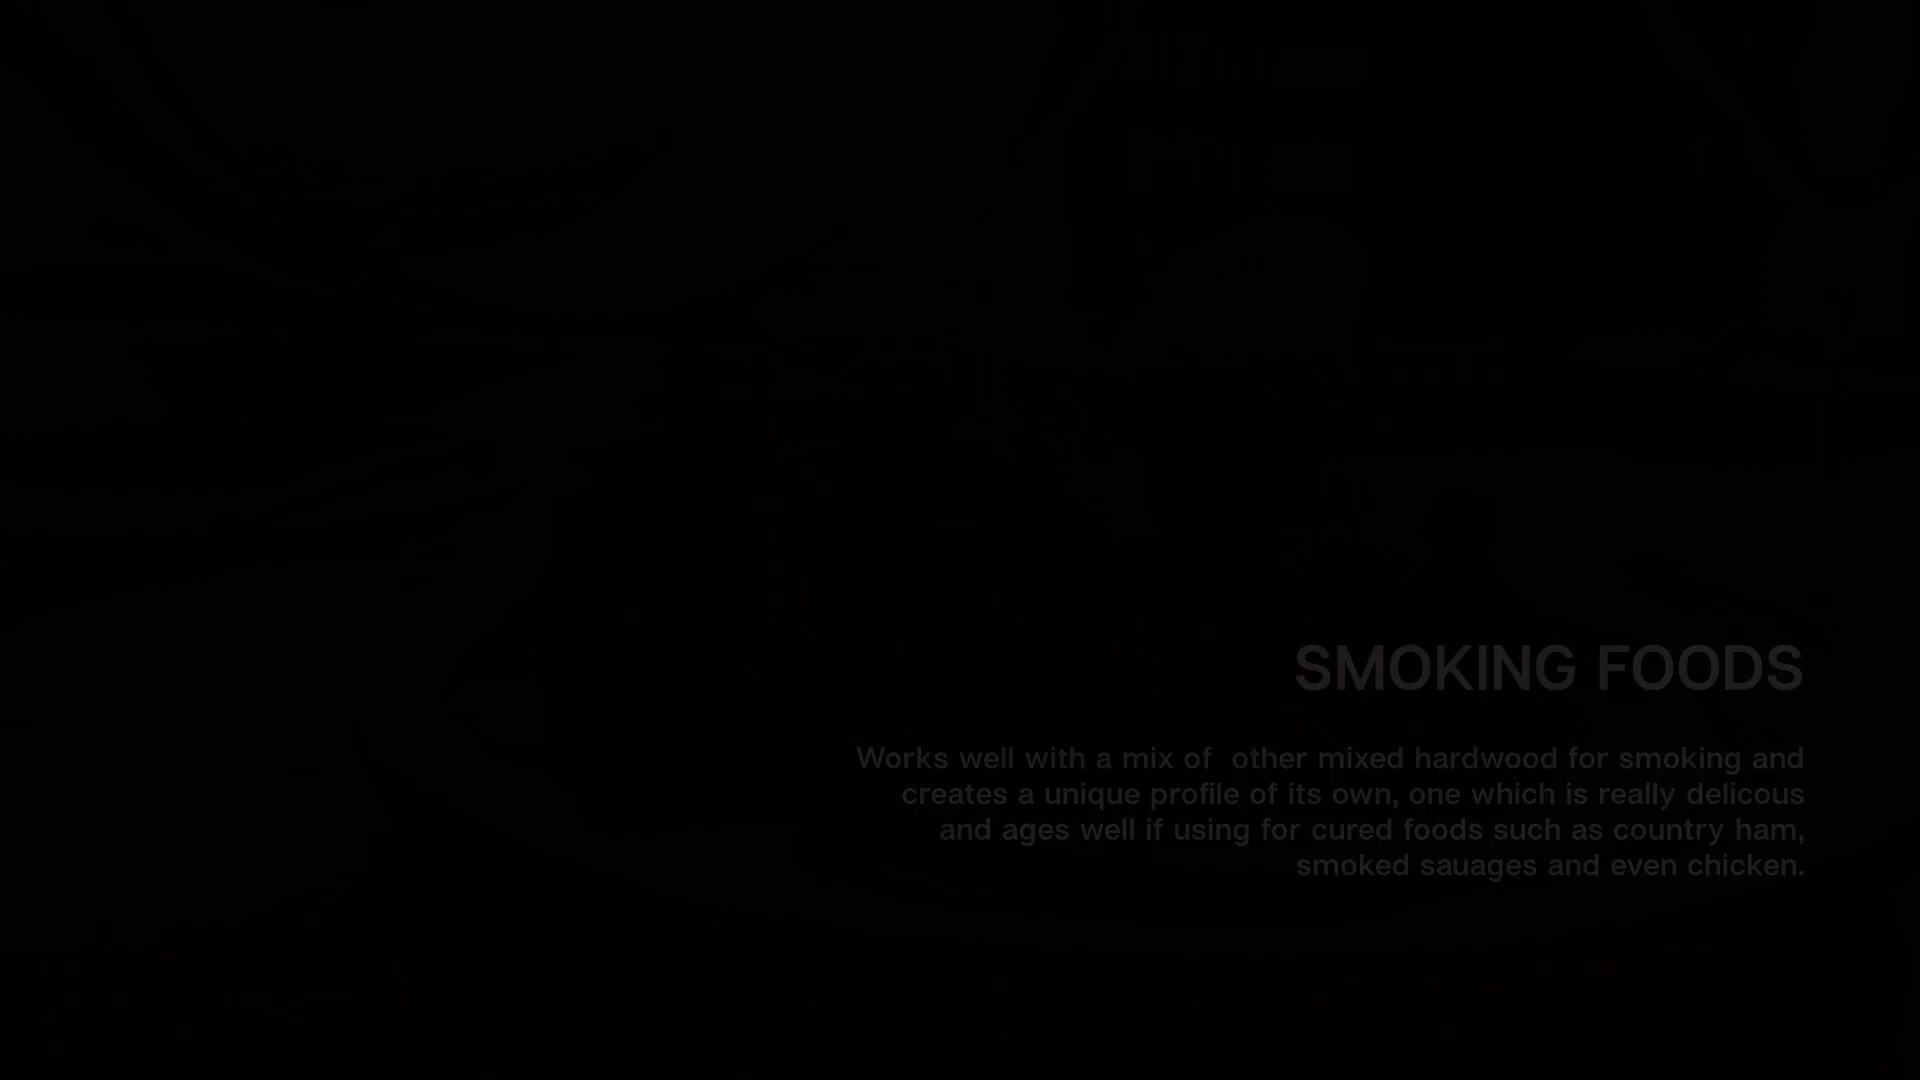 SMOKING FOODS
Works well with a mix of  other mixed hardwood for smoking and
creates a unique profile of its own, one which is really delicous
and ages well if using for cured foods such as country ham,
smoked sauages and even chicken.